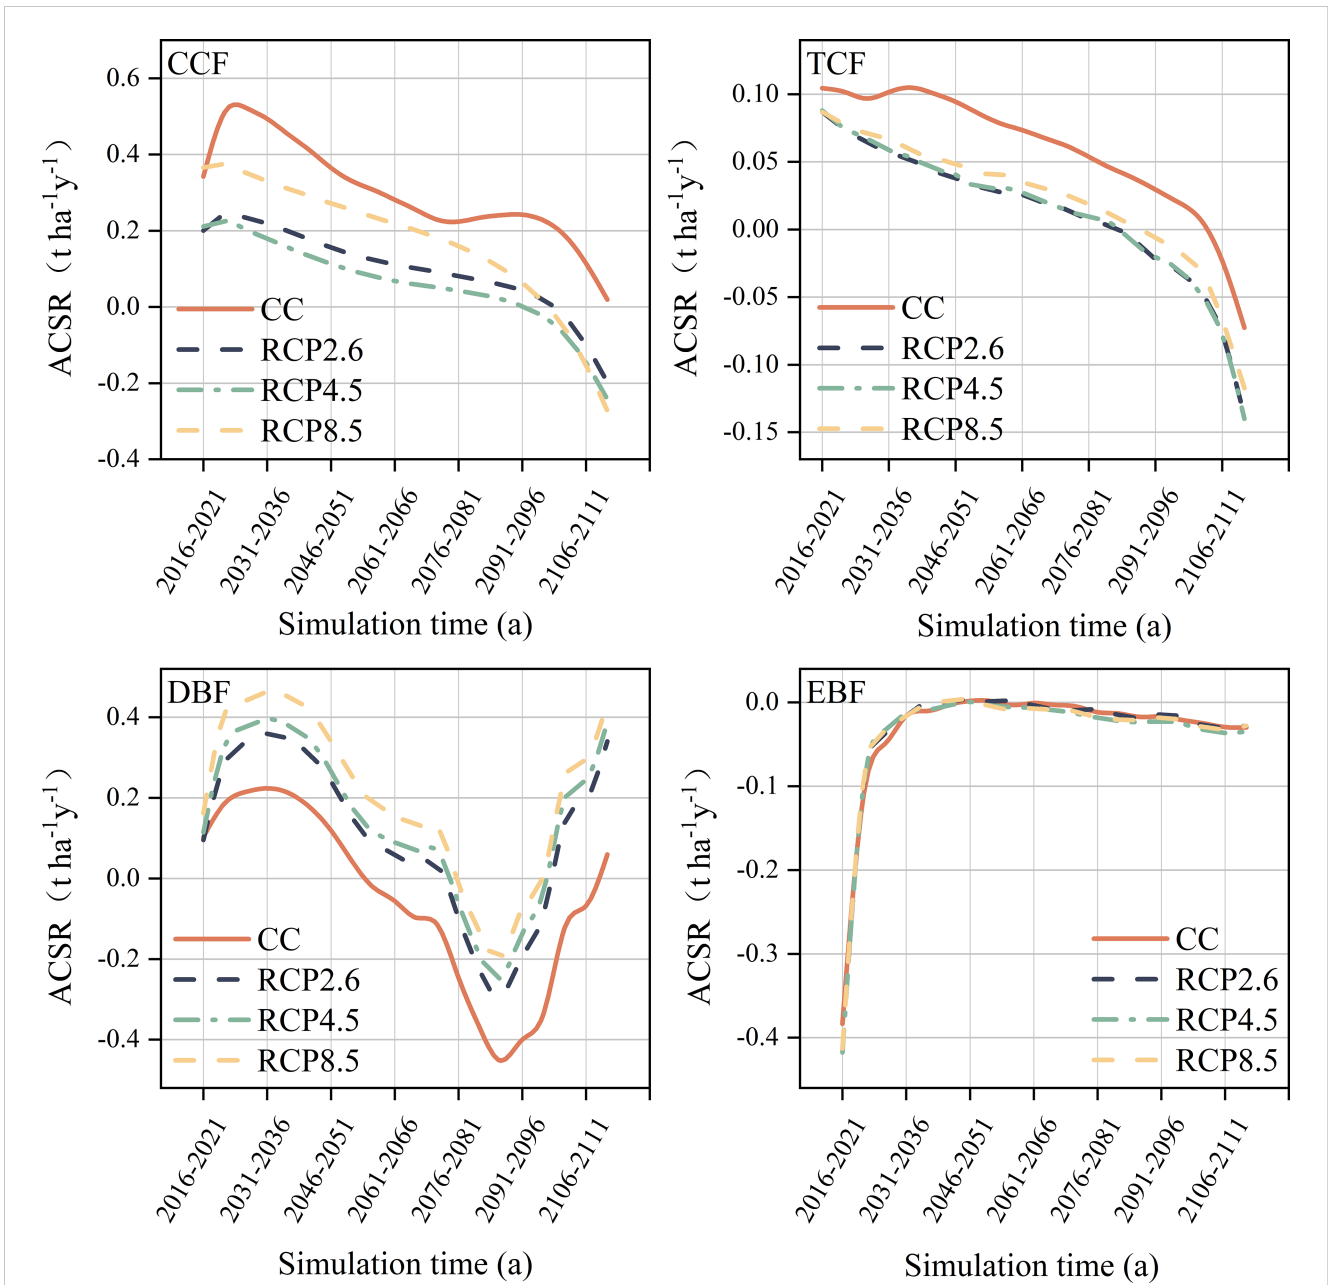 CCF
0.6
0.4
0.2
0.0
-0.2
-0.4
ACSR (t ha-1y-1)
CC
RCP2.6
RCP4.5
RCP8.5
2016-2021
2031-2036
2046-2051
2061-2066
2076-2081
2091-2096
2106-2111
Simulation time (a)
TCF
0.10
0.05
0.00
-0.05
-0.10
-0.15
ACSR (t ha-1y-1)
CC
RCP2.6
RCP4.5
RCP8.5
2016-2021
2031-2036
2046-2051
2061-2066
2076-2081
2091-2096
2106-2111
Simulation time (a)
DBF
0.4
0.2
0.0
-0.2
-0.4
ACSR (t ha-1y-1)
CC
RCP2.6
RCP4.5
RCP8.5
2016-2021
2031-2036
2046-2051
2061-2066
2076-2081
2091-2096
2106-2111
Simulation time (a)
EBF
0.0
-0.1
-0.2
-0.3
-0.4
ACSR (t ha-1y-1)
CC
RCP2.6
RCP4.5
RCP8.5
2016-2021
2031-2036
2046-2051
2061-2066
2076-2081
2091-2096
2106-2111
Simulation time (a)